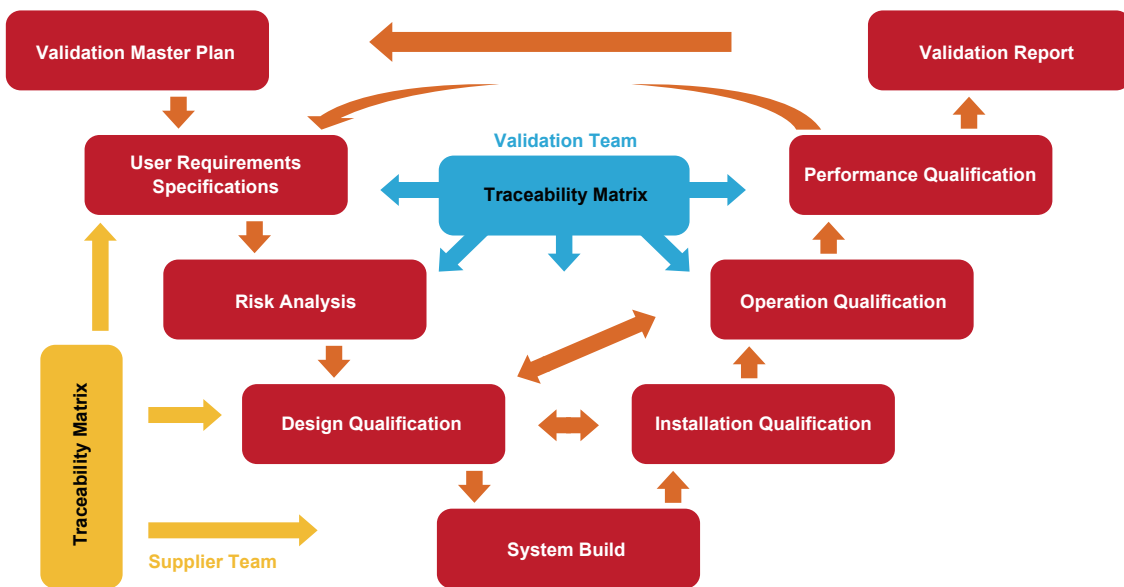 Validation Master Plan
Validation Report
Validation Team
User Requirements
Specifications
Traceability Matrix
Performance Qualification
Risk Analysis
Operation Qualification
Traceability Matrix
Design Qualification
Installation Qualification
System Build
Supplier Team